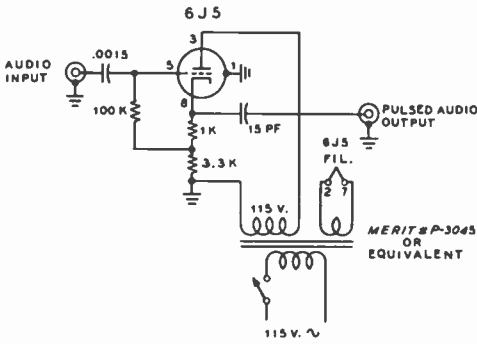 6J5
3
AUDIO
INPUT
.0015
5
1
8
100 K
1K
15 PF
PULSED AUDIO
OUTPUT
3.3K
6J5
FIL.
2 7
115 V.
MERIT # P-3045
OR
EQUIVALENT
115 V. ∿